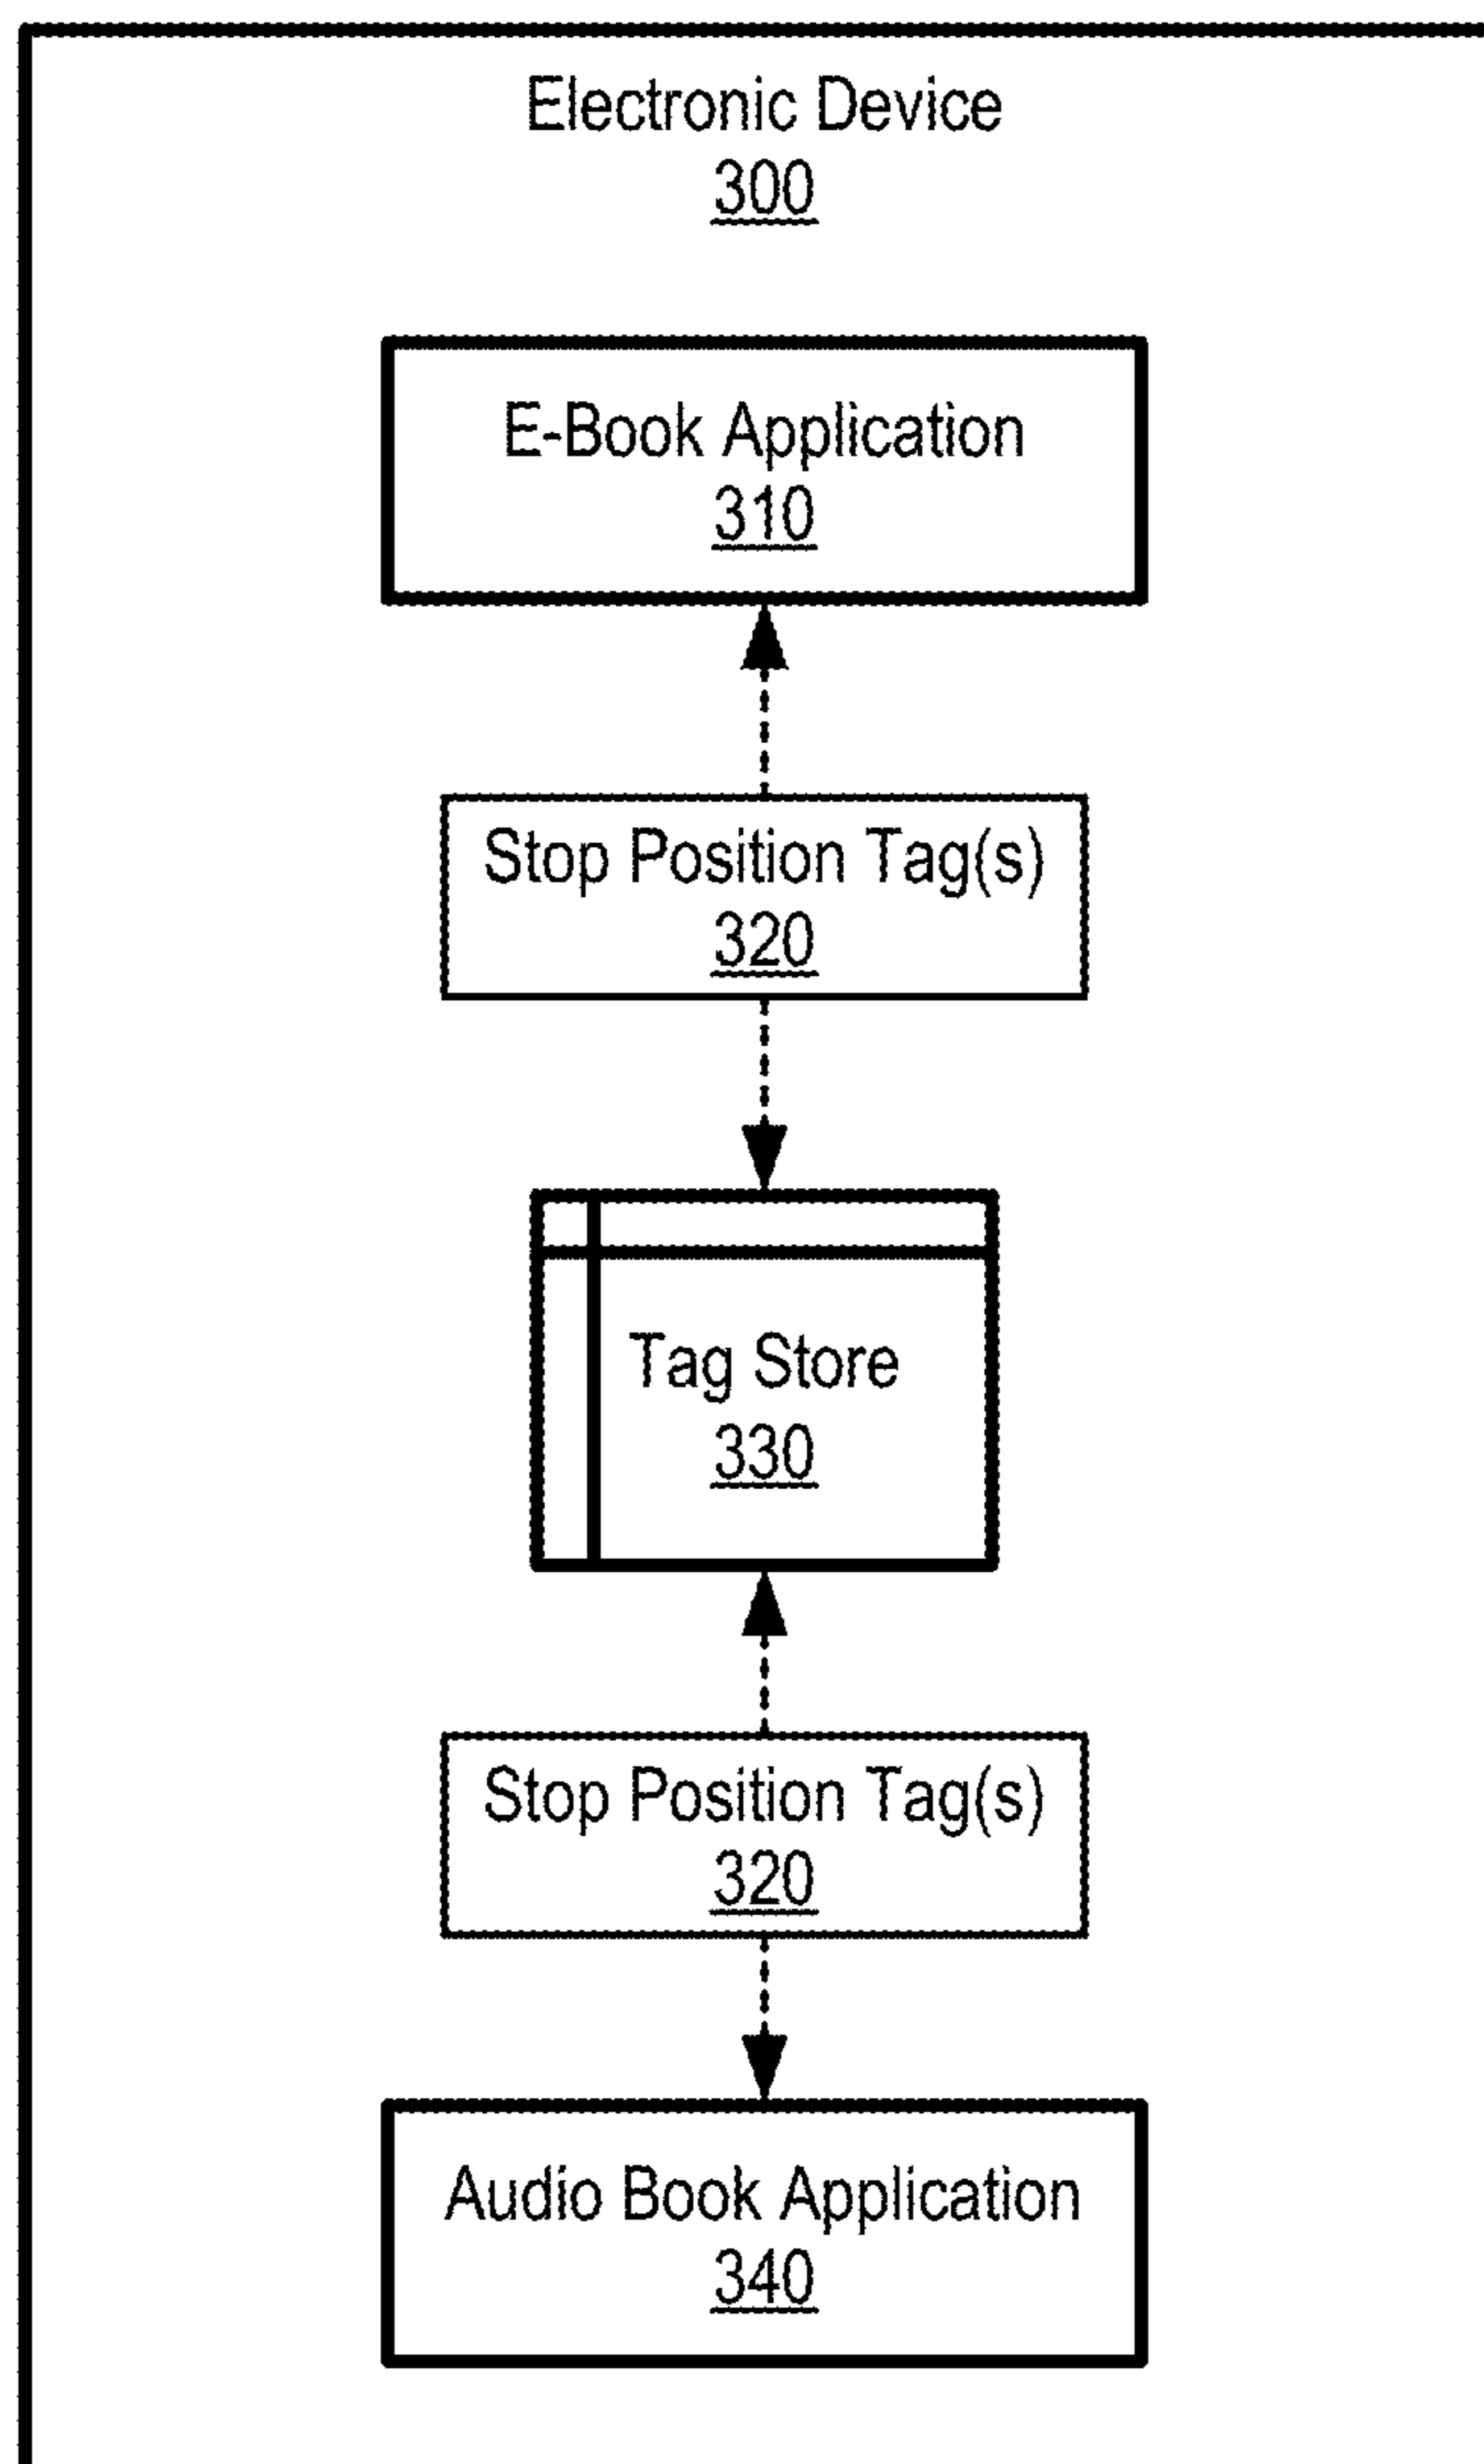 Electronic Device
300
E-Book Application
310
Stop Position Tag(s)
320
Tag Store
330
Stop Position Tag(s)
320
Audio Book Application
340